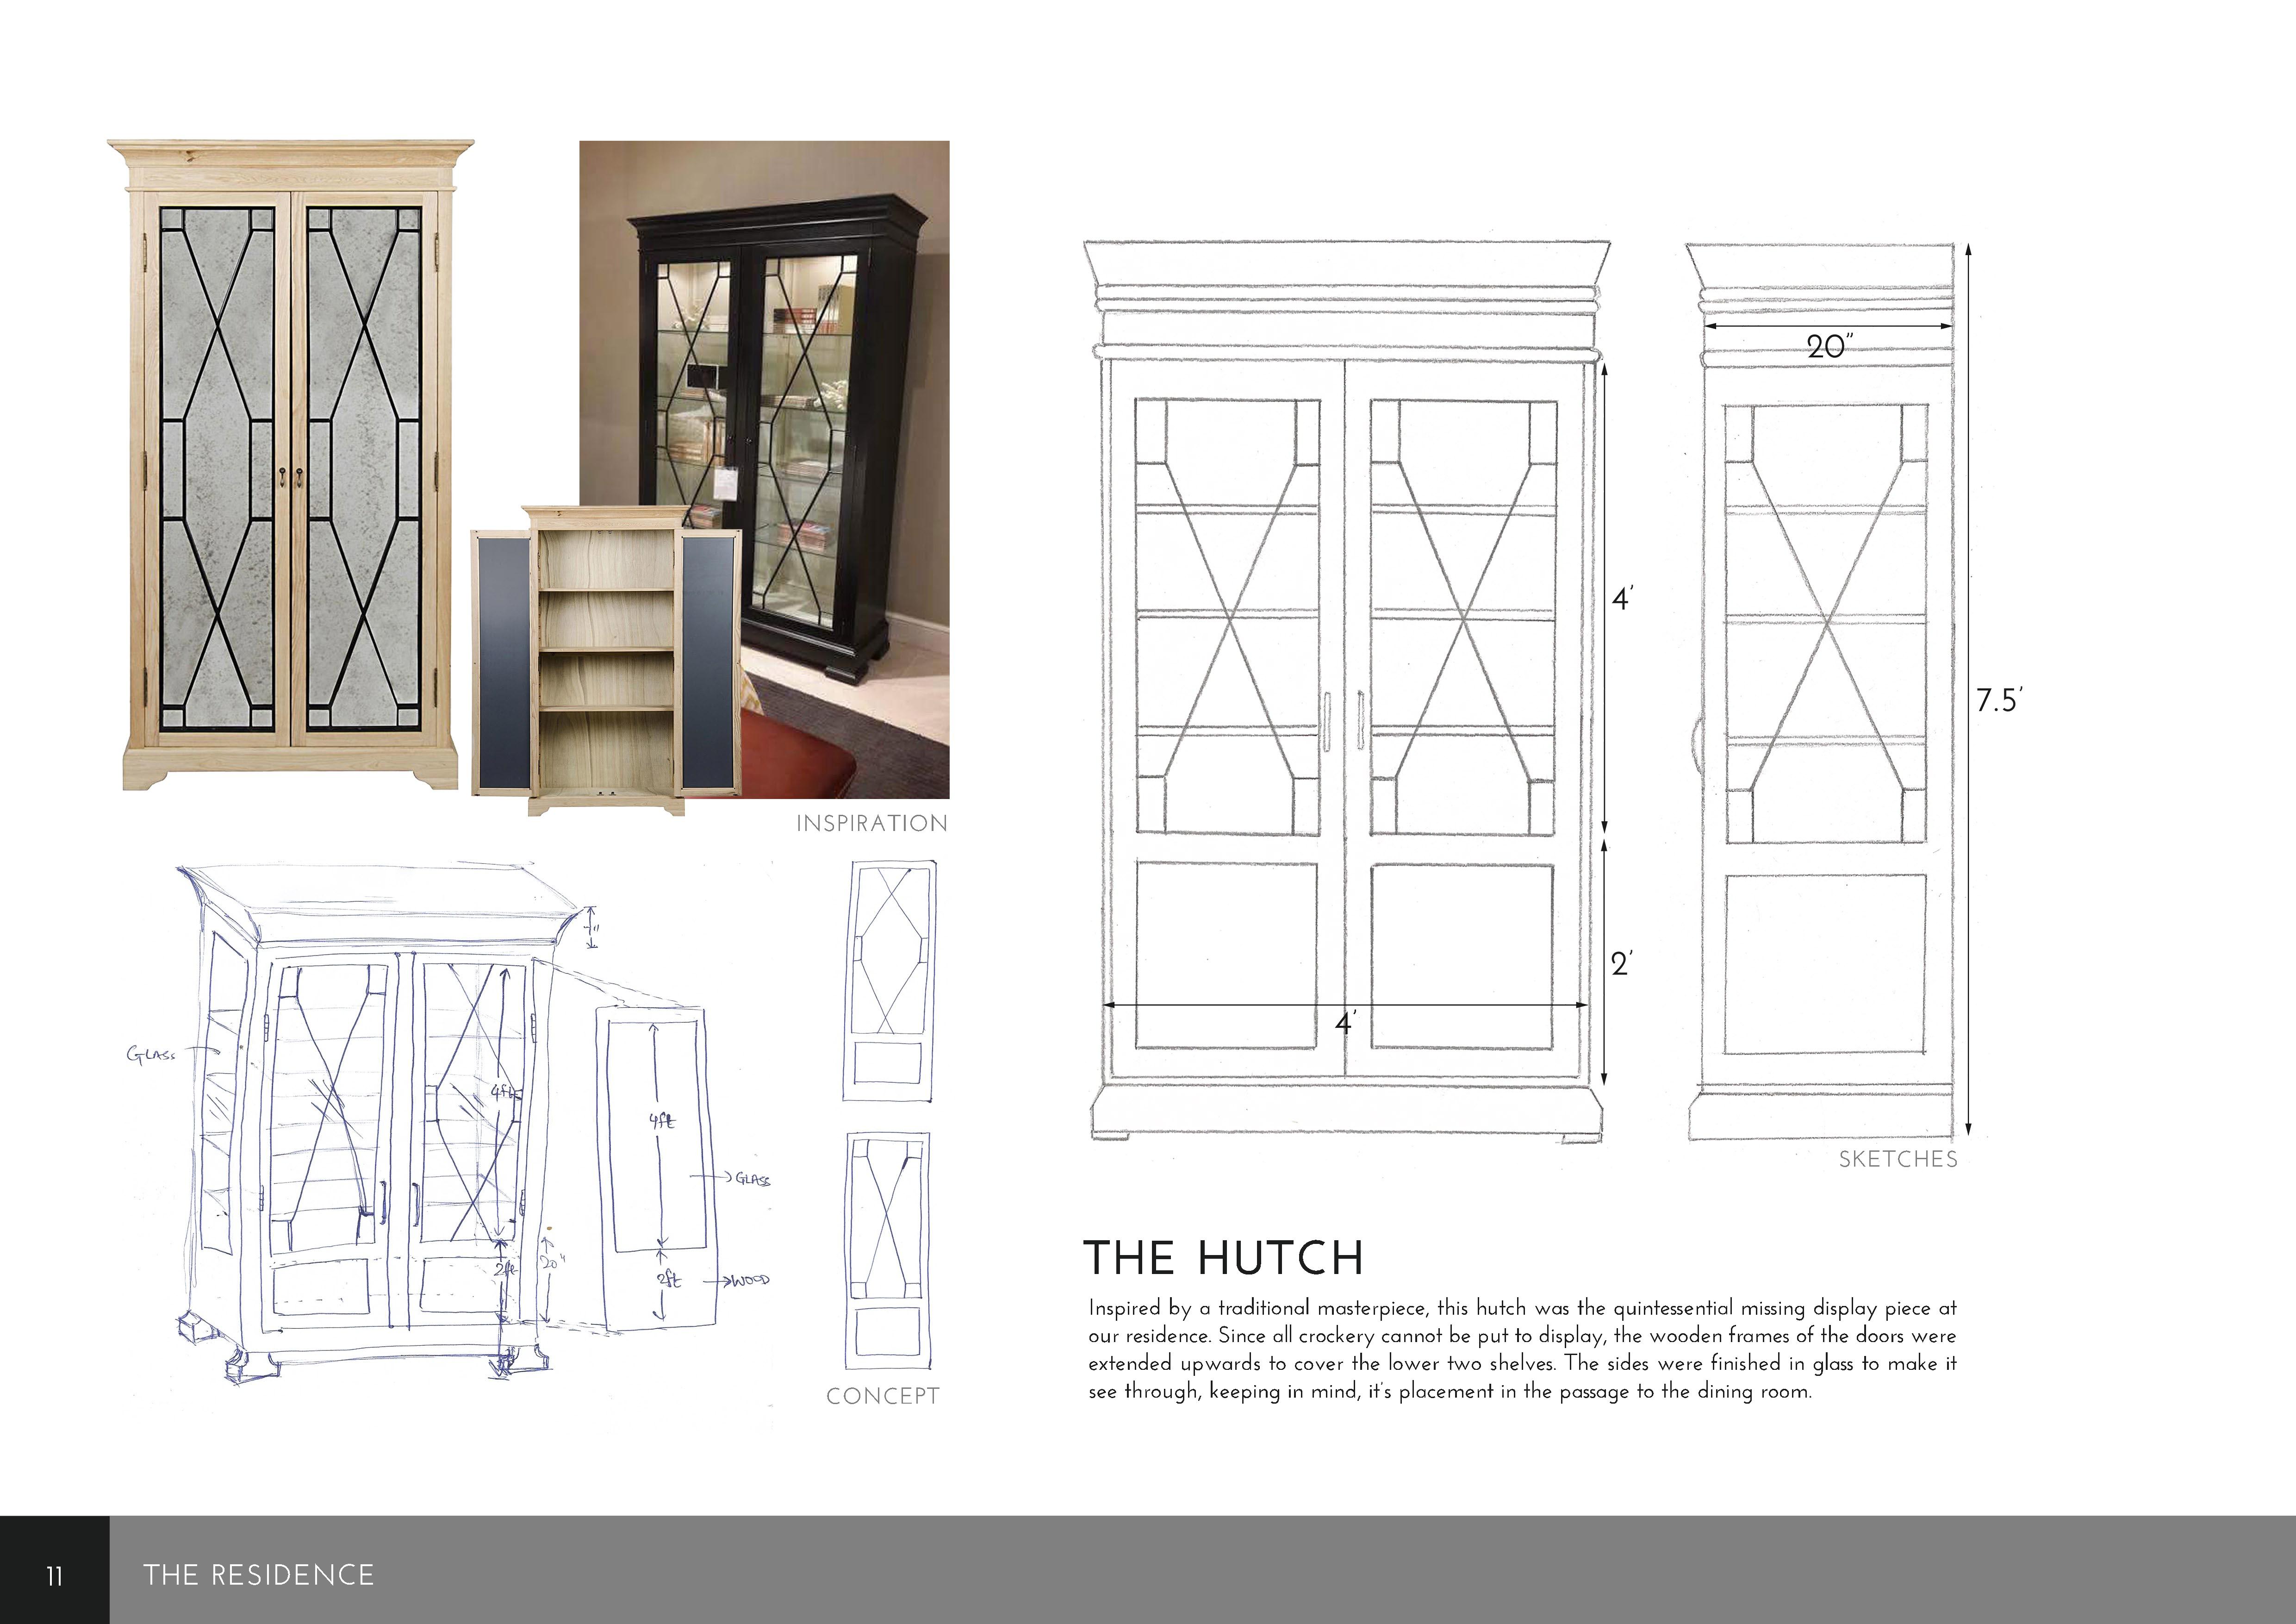 INSPIRATION
7"
GLASS
4ft
4ft
GLASS
2ft
20"
2ft
WOOD
CONCEPT
20"
4'
7.5'
2'
4'
SKETCHES
THE HUTCH
Inspired by a traditional masterpiece, this hutch was the quintessential missing display piece at
our residence. Since all crockery cannot be put to display, the wooden frames of the doors were
extended upwards to cover the lower two shelves. The sides were finished in glass to make it
see through, keeping in mind, it's placement in the passage to the dining room.
11
THE RESIDENCE